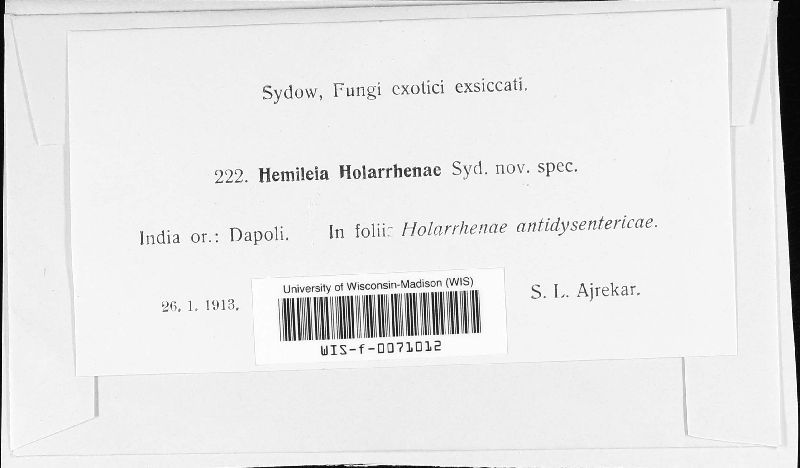 Sydow, Fungi exotici exsiccati.
222. Hemileia Holarrhenae Syd. nov. spec.
India or.: Dapoli. In folii: Holarrhenae antidysentericae.
26. 1. 1913.
S. L. Ajrekar.
University of Wisconsin-Madison (WIS)
WIS-f-0071012